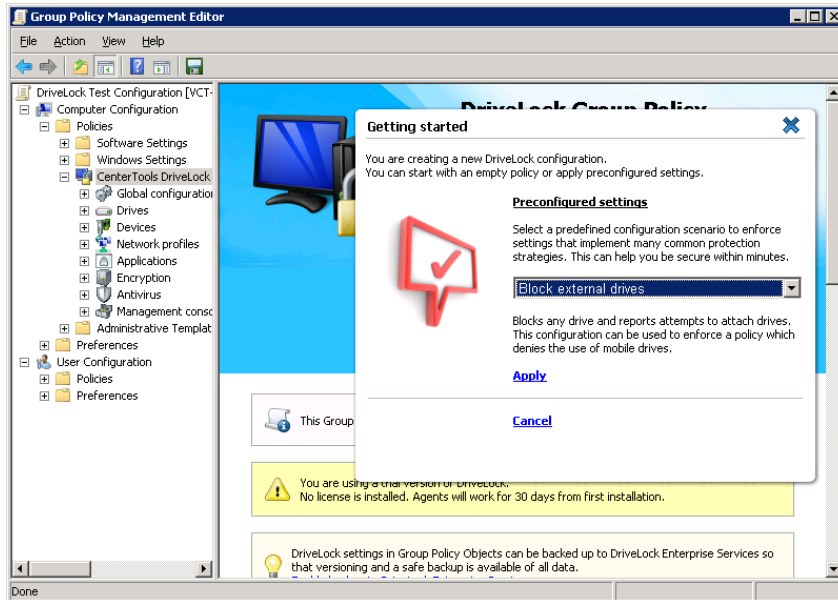 Group Policy Management Editor
File Action View Help
DriveLock Test Configuration [VCT-
Computer Configuration
Policies
Software Settings
Windows Settings
CenterTools DriveLock
Global configuration
Drives
Devices
Network profiles
Applications
Encryption
Antivirus
Management conso
Administrative Templat
Preferences
User Configuration
Policies
Preferences
DriveLock Group Policy
Getting started
You are creating a new DriveLock configuration.
You can start with an empty policy or apply preconfigured settings.
Preconfigured settings
Select a predefined configuration scenario to enforce
settings that implement many common protection
strategies. This can help you be secure within minutes.
Block external drives
Blocks any drive and reports attempts to attach drives.
This configuration can be used to enforce a policy which
denies the use of mobile drives.
Apply
Cancel
This Group
You are using a trial version of DriveLock.
No license is installed. Agents will work for 30 days from first installation.
DriveLock settings in Group Policy Objects can be backed up to DriveLock Enterprise Services so
that versioning and a safe backup is available of all data.
Done